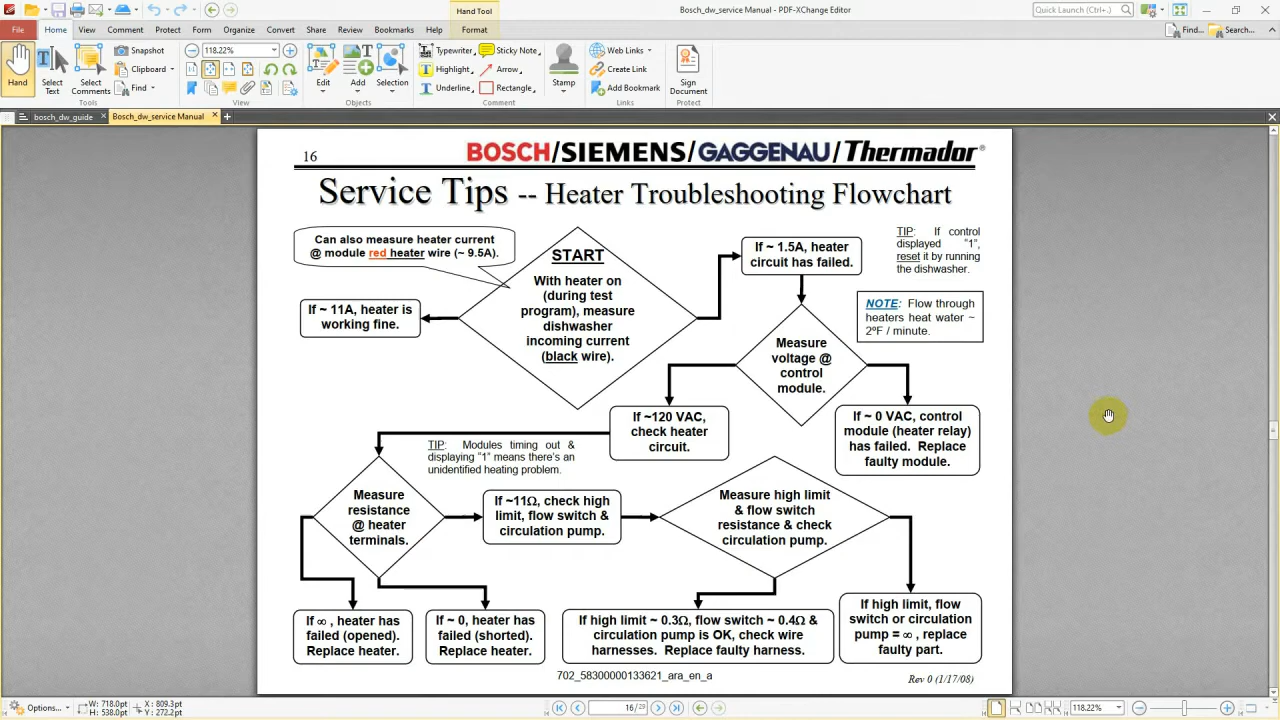 Hand Tool
Bosch_dw_service Manual - PDF-XChange Editor
Quick Launch (Ctrl+.)
File
Home
View
Comment
Protect
Form
Organize
Convert
Share
Review
Bookmarks
Help
Format
Find...
Search...
Hand
Select
Text
Select
Comments
Snapshot
Clipboard
Find
Tools
118.22%
View
Edit
Add
Selection
Objects
Typewriter
Highlight
Underline
Sticky Note
Arrow
Rectangle
Comment
Stamp
Web Links
Create Link
Add Bookmark
Links
Sign
Document
Protect
bosch_dw_guide
Bosch_dw_service Manual
16
BOSCH/SIEMENS/GAGGENAU/Thermador®
Service Tips -- Heater Troubleshooting Flowchart
Can also measure heater current
@ module red heater wire (~ 9.5A).
START
With heater on
(during test
program), measure
dishwasher
incoming current
(black wire).
If ~ 11A, heater is
working fine.
If ~ 1.5A, heater
circuit has failed.
TIP: If control
displayed "1",
reset it by running
the dishwasher.
NOTE: Flow through
heaters heat water ~
2ºF / minute.
Measure
voltage @
control
module.
If ~120 VAC,
check heater
circuit.
If ~ 0 VAC, control
module (heater relay)
has failed. Replace
faulty module.
TIP: Modules timing out &
displaying "1" means there's an
unidentified heating problem.
Measure
resistance
@ heater
terminals.
If ~11Ω, check high
limit, flow switch &
circulation pump.
Measure high limit
& flow switch
resistance & check
circulation pump.
If ∞ , heater has
failed (opened).
Replace heater.
If ~ 0, heater has
failed (shorted).
Replace heater.
If high limit ~ 0.3Ω, flow switch ~ 0.4Ω &
circulation pump is OK, check wire
harnesses. Replace faulty harness.
If high limit, flow
switch or circulation
pump = ∞ , replace
faulty part.
702_58300000133621_ara_en_a
Rev 0 (1/17/08)
Options...
W: 718.0pt
H: 538.0pt
X: 809.3pt
Y: 272.2pt
16 / 29
118.22%